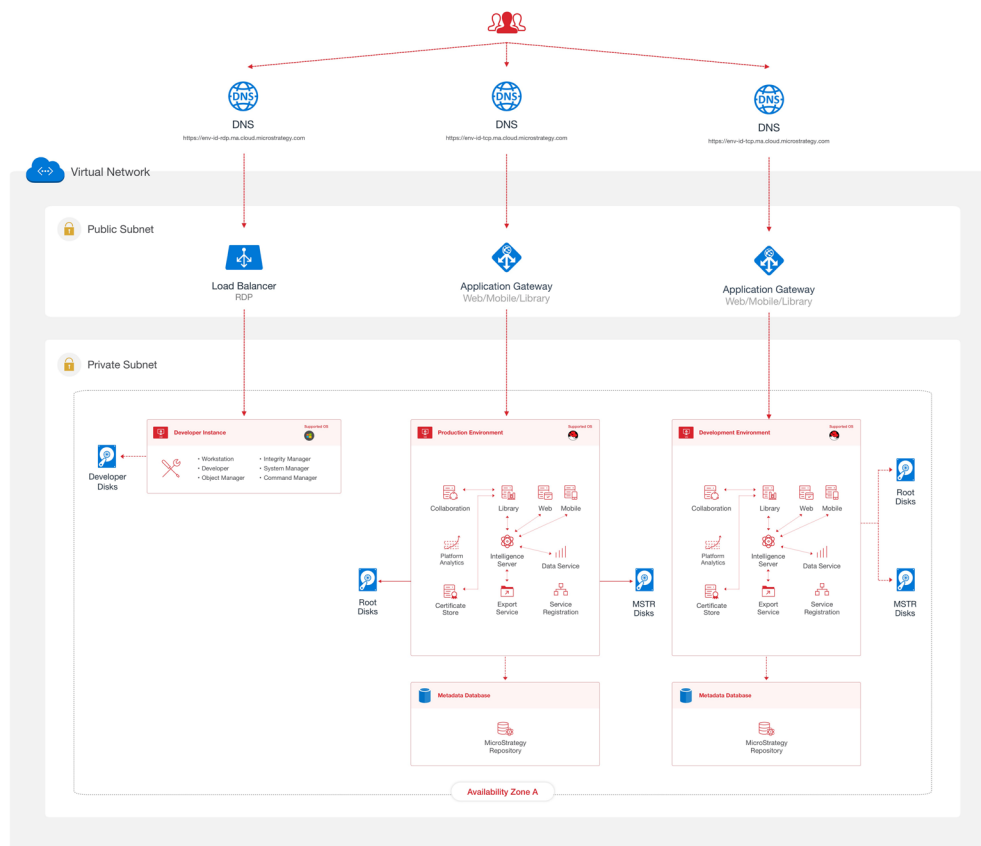 DNS
DNS
DNS
DNS
https://env-id-rdp.ma.cloud.microstrategy.com
DNS
https://env-id-tcp.ma.cloud.microstrategy.com
DNS
https://env-id-tcp.ma.cloud.microstrategy.com
Virtual Network
Public Subnet
Load Balancer
RDP
Application Gateway
Web/Mobile/Library
Application Gateway
Web/Mobile/Library
Private Subnet
Developer Instance
Supported OS
• Workstation
• Developer
• Object Manager
• Integrity Manager
• System Manager
• Command Manager
Developer
Disks
Production Environment
Supported OS
Collaboration
Library
Web
Mobile
Platform
Analytics
Intelligence
Server
Data Service
Certificate
Store
Export
Service
Service
Registration
Root
Disks
MSTR
Disks
Development Environment
Supported OS
Collaboration
Library
Web
Mobile
Platform
Analytics
Intelligence
Server
Data Service
Certificate
Store
Export
Service
Service
Registration
Root
Disks
MSTR
Disks
Metadata Database
MicroStrategy
Repository
Metadata Database
MicroStrategy
Repository
Availability Zone A